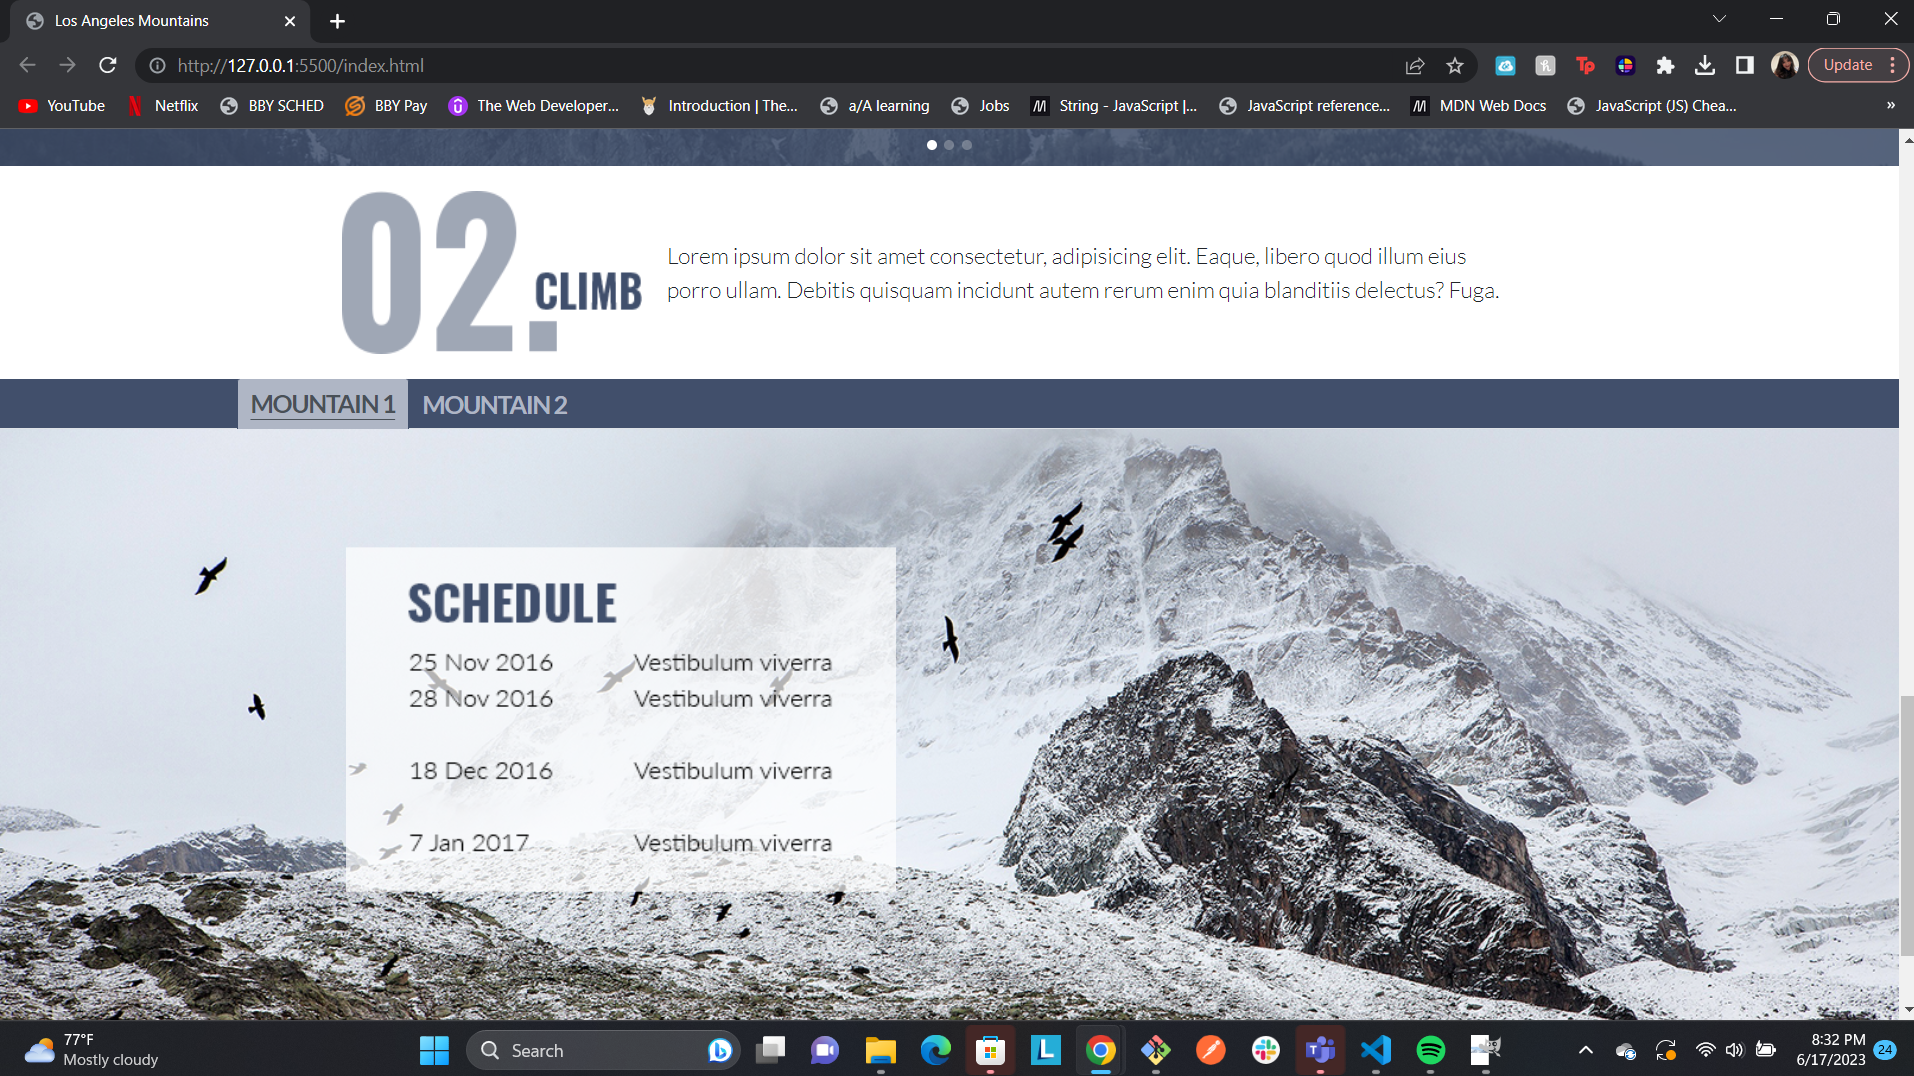 Los Angeles Mountains
http://127.0.0.1:5500/index.html
Tp
Update
YouTube Netflix BBY SCHED BBY Pay The Web Developer... Introduction | The... a/A learning Jobs String - JavaScript |... JavaScript reference... MDN Web Docs JavaScript (JS) Chea... »
02.
CLIMB
Lorem ipsum dolor sit amet consectetur, adipisicing elit. Eaque, libero quod illum eius
porro ullam. Debitis quisquam incidunt autem rerum enim quia blanditiis delectus? Fuga.
MOUNTAIN 1 MOUNTAIN 2
SCHEDULE
25 Nov 2016 Vestibulum viverra
28 Nov 2016 Vestibulum viverra
18 Dec 2016 Vestibulum viverra
7 Jan 2017 Vestibulum viverra
77°F
Mostly cloudy
Search
8:32 PM
6/17/2023
24